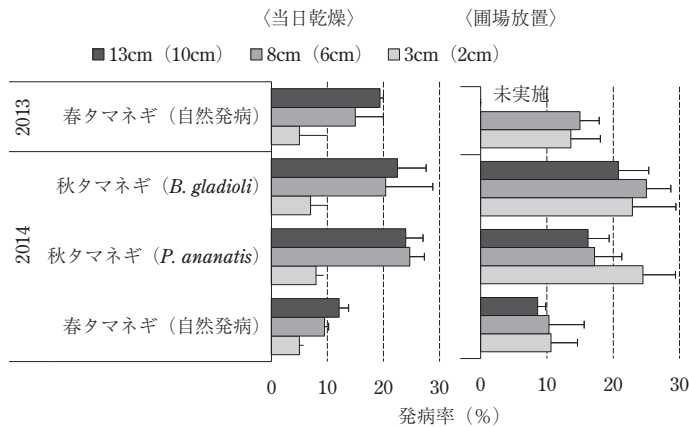 〈当日乾燥〉 〈圃場放置〉
13cm（10cm） 8cm（6cm） 3cm（2cm）
2013
春タマネギ（自然発病）
未実施
2014
秋タマネギ（B. gladioli）
秋タマネギ（P. ananatis）
春タマネギ（自然発病）
0 10 20 30 0 10 20 30
発病率（%）